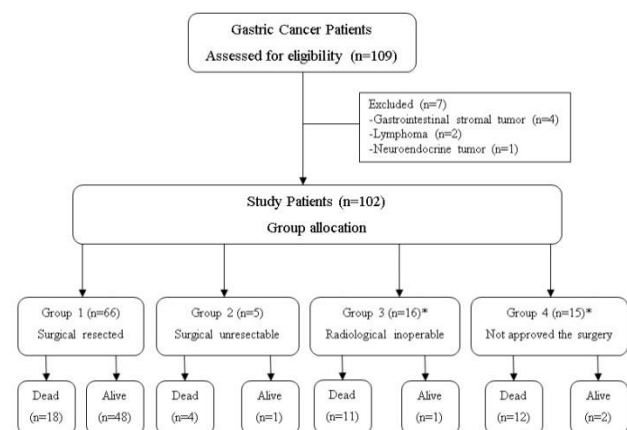 Gastric Cancer Patients
Assessed for eligibility (n=109)
Excluded (n=7)
-Gastrointestinal stromal tumor (n=4)
-Lymphoma (n=2)
-Neuroendocrine tumor (n=1)
Study Patients (n=102)
Group allocation
Group 1 (n=66)
Surgical resected
Group 2 (n=5)
Surgical unresectable
Group 3 (n=16)*
Radiological inoperable
Group 4 (n=15)*
Not approved the surgery
Dead
(n=18)
Alive
(n=48)
Dead
(n=4)
Alive
(n=1)
Dead
(n=11)
Alive
(n=1)
Dead
(n=12)
Alive
(n=2)